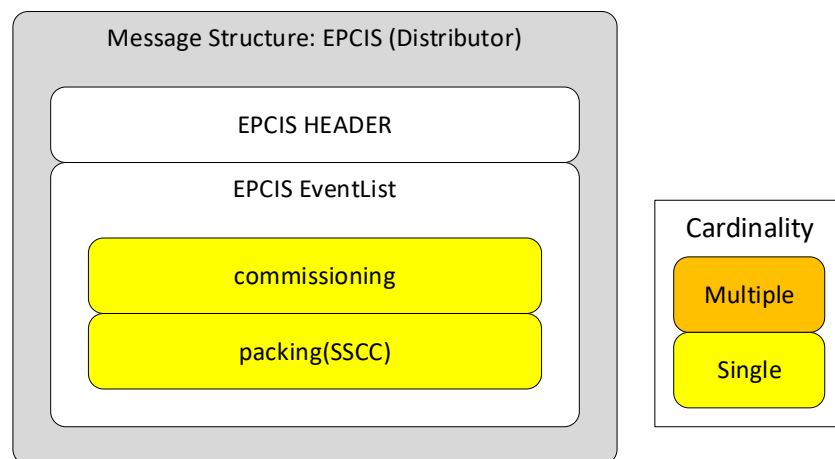 Message Structure: EPCIS (Distributor)
EPCIS HEADER
EPCIS EventList
commissioning
packing(SSCC)
Cardinality
Multiple
Single